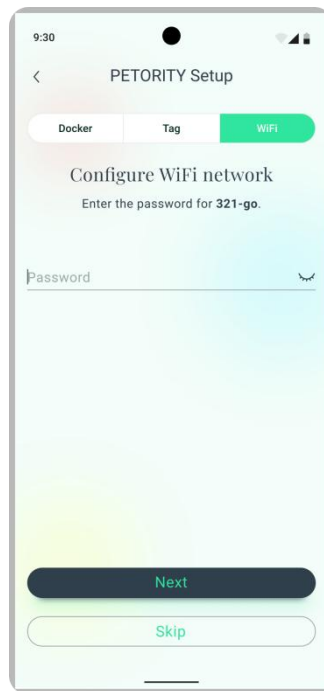 9:30
PETORITY Setup
Docker Tag WiFi
Configure WiFi network
Enter the password for 321-go.
Password
Next
Skip